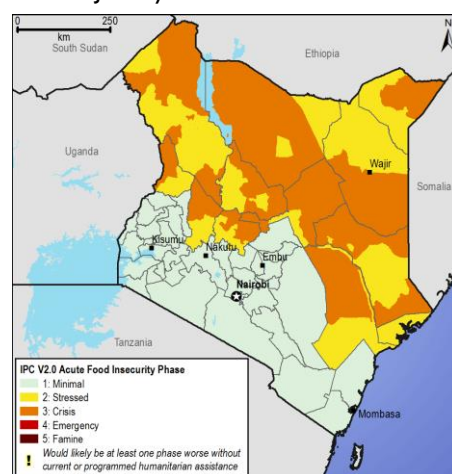 0
250
km
N
South Sudan
Ethiopia
Uganda
Wajir
Somalia
Kisumu
Nakuru
Embu
Nairobi
Tanzania
Mombasa
IPC V2.0 Acute Food Insecurity Phase
1: Minimal
2: Stressed
3: Crisis
4: Emergency
5: Famine
! Would likely be at least one phase worse without
current or programmed humanitarian assistance